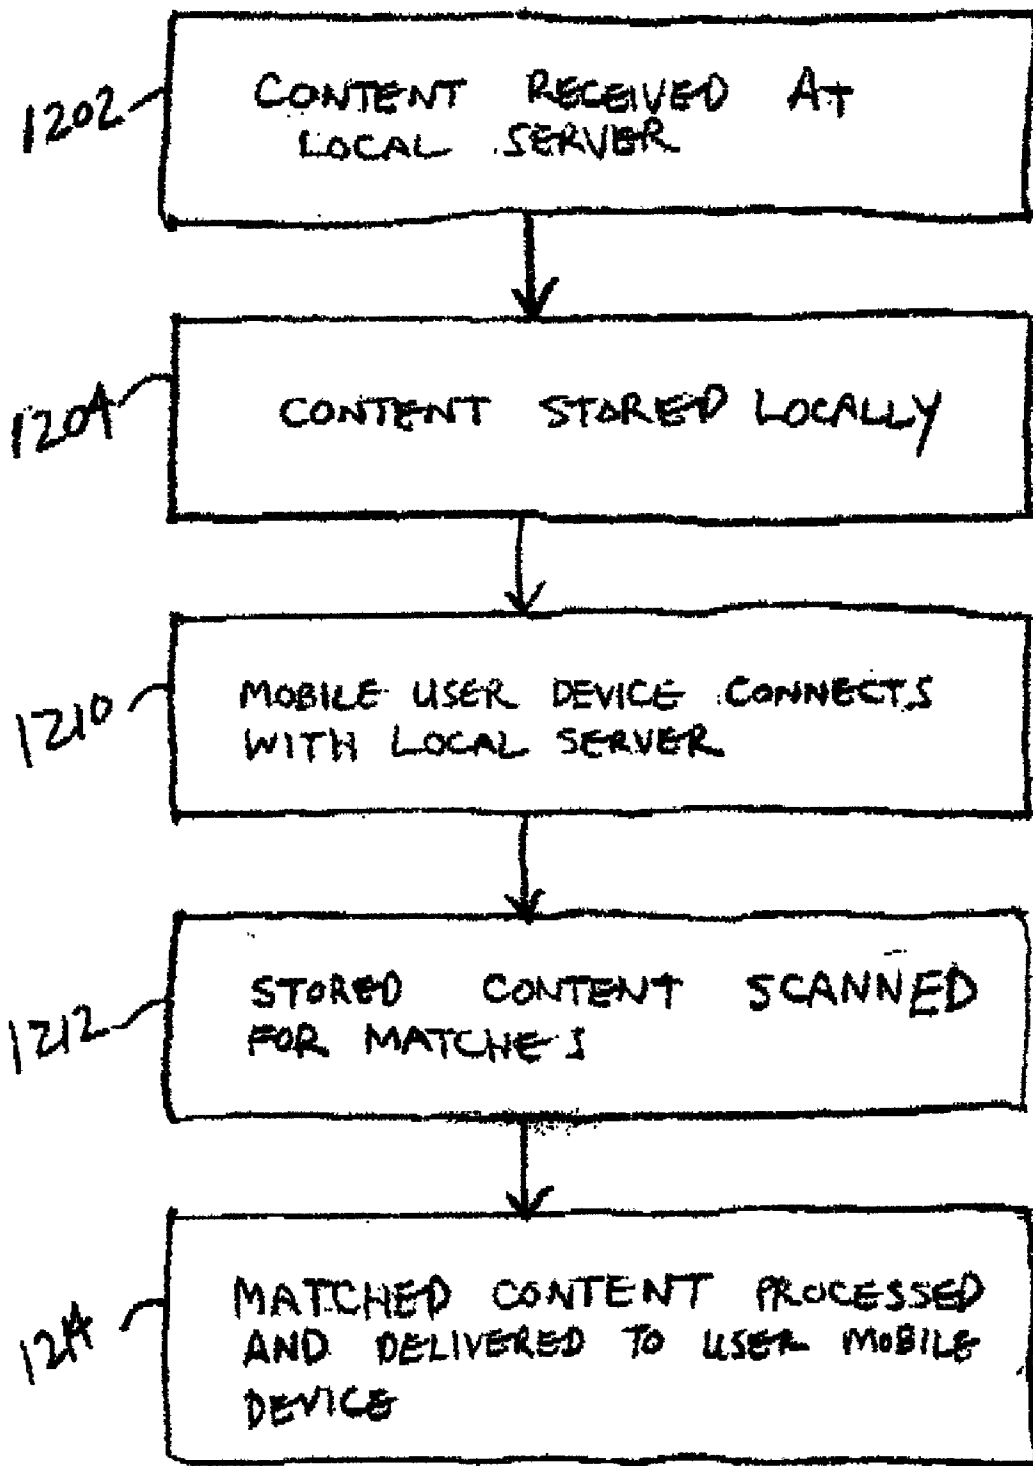 1202
CONTENT RECEIVED AT
LOCAL SERVER
1204
CONTENT STORED LOCALLY
1210
MOBILE USER DEVICE CONNECTS
WITH LOCAL SERVER
1212
STORED CONTENT SCANNED
FOR MATCHES
1214
MATCHED CONTENT PROCESSED
AND DELIVERED TO USER MOBILE
DEVICE